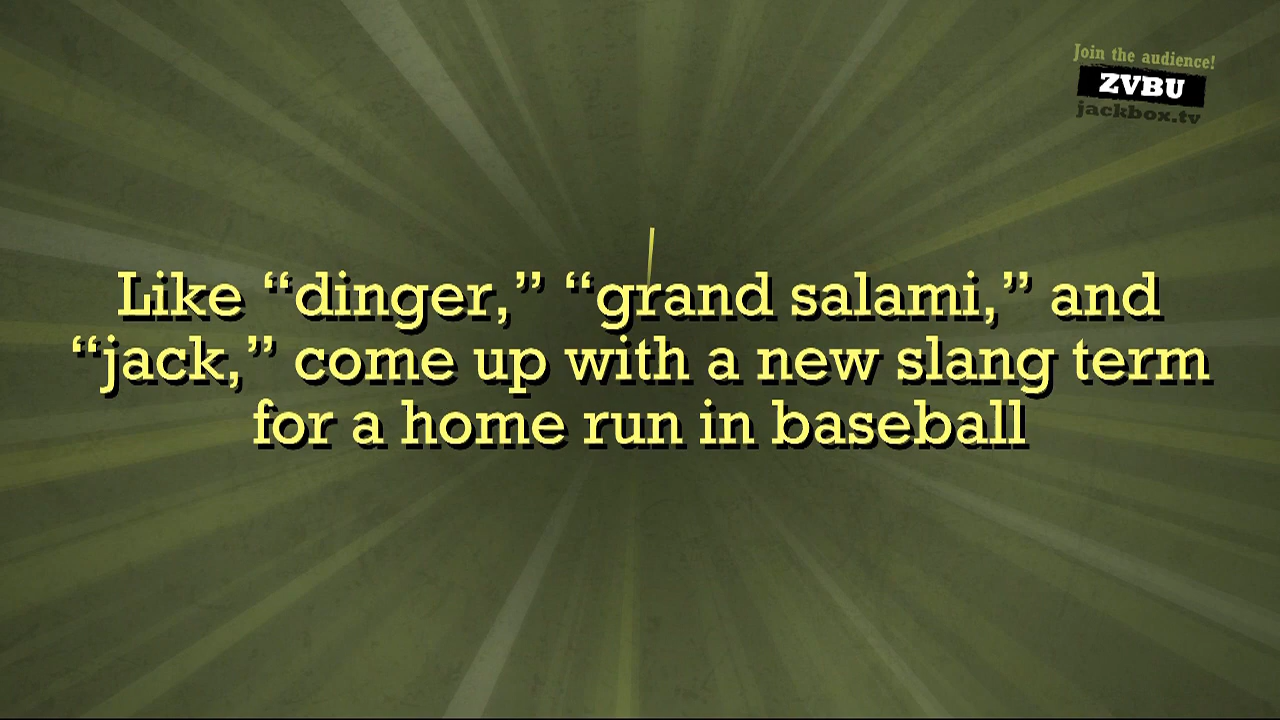 Join the audience!
ZVBU
jackbox.tv
Like “dinger,” “grand salami,” and
“jack,” come up with a new slang term
for a home run in baseball